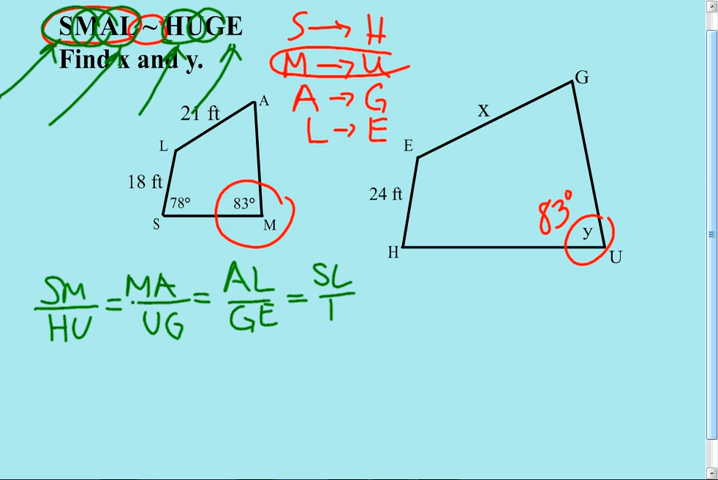 SMAL ~ HUGE
Find x and y.
S → H
M → U
A → G
L → E
21 ft
A
L
18 ft
78°
83°
S
M
G
x
E
24 ft
83°
y
H
U
SM/HU = MA/UG = AL/GE = SL/